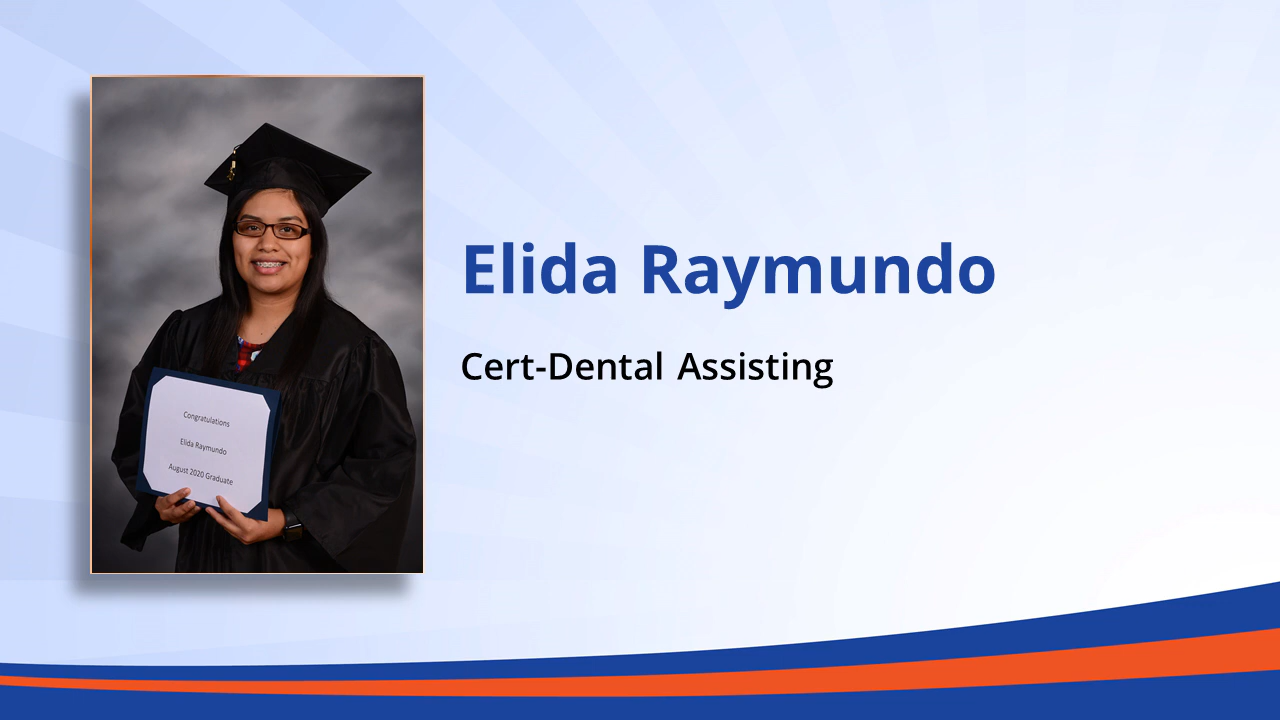 Elida Raymundo
Cert-Dental Assisting
Congratulations
Elida Raymundo
August 2020 Graduate